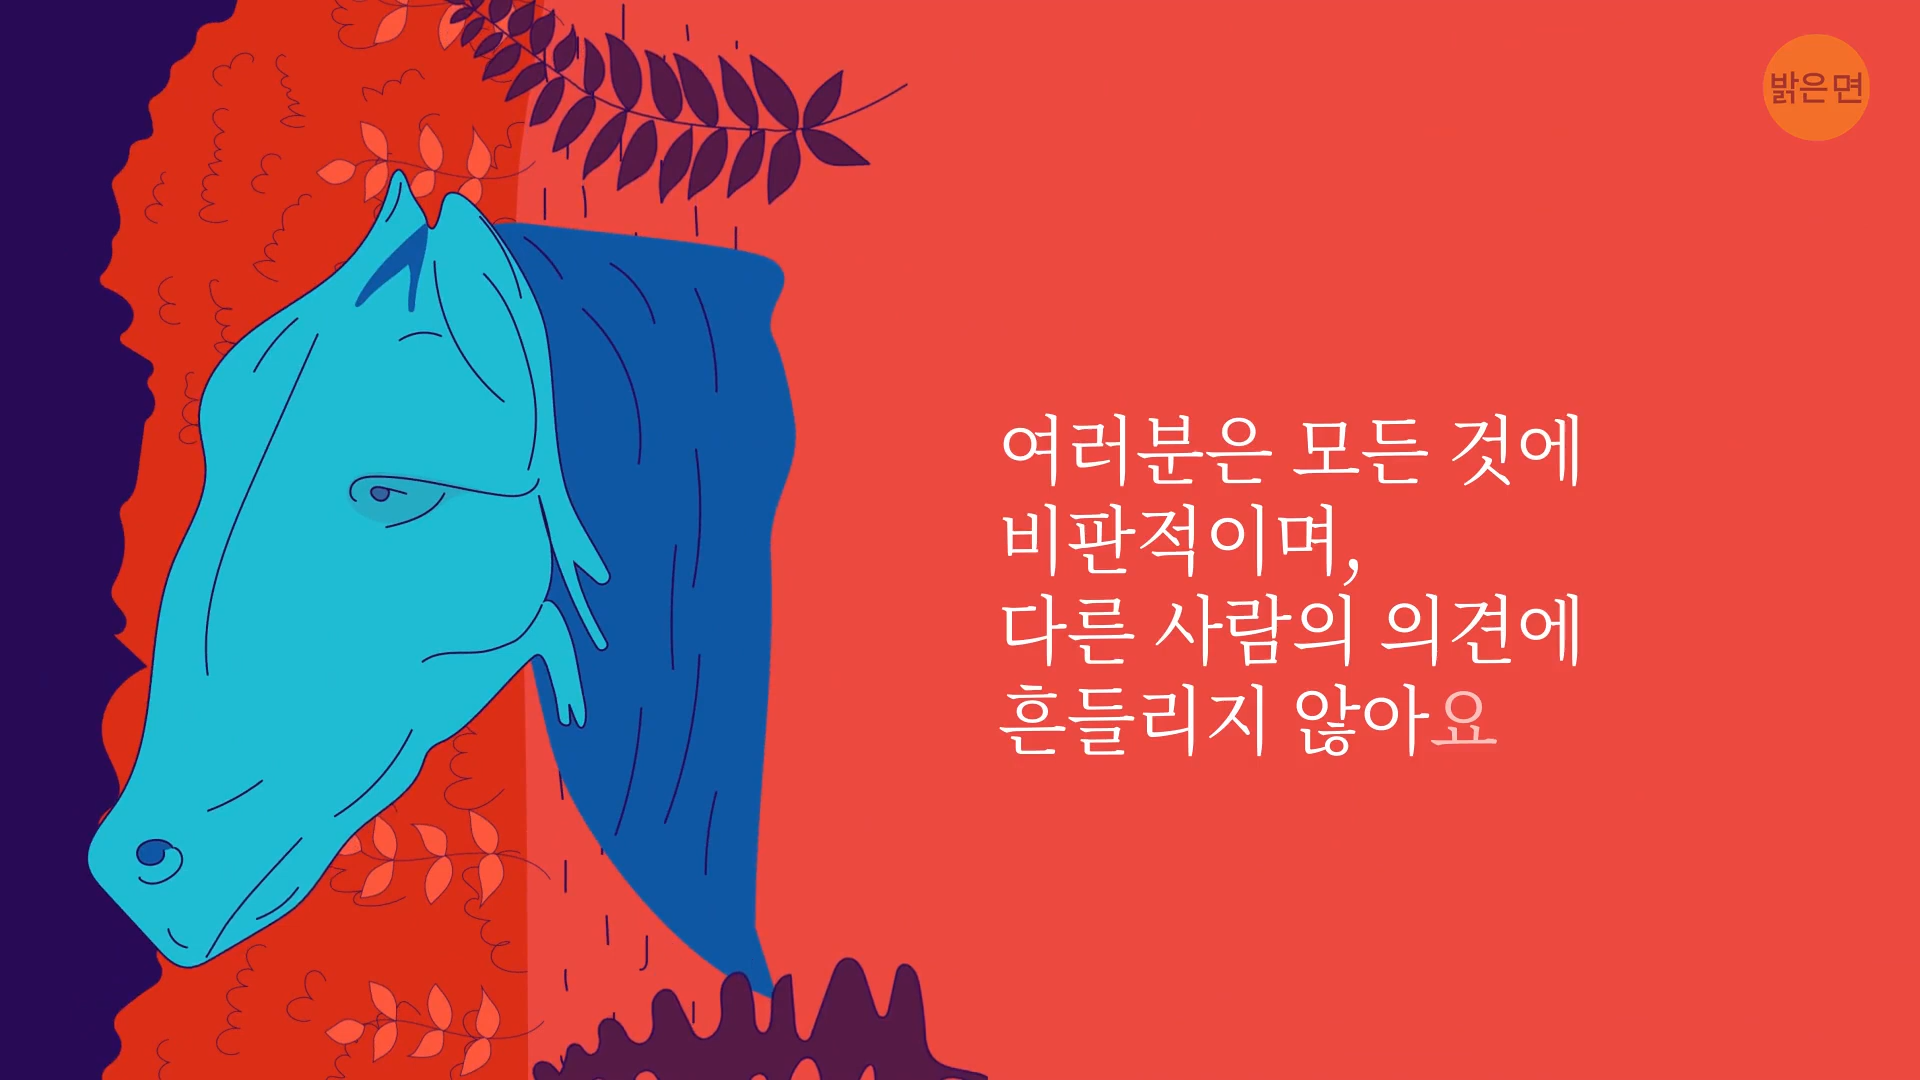 밝은면
여러분은 모든 것에
비판적이며,
다른 사람의 의견에
흔들리지 않아요